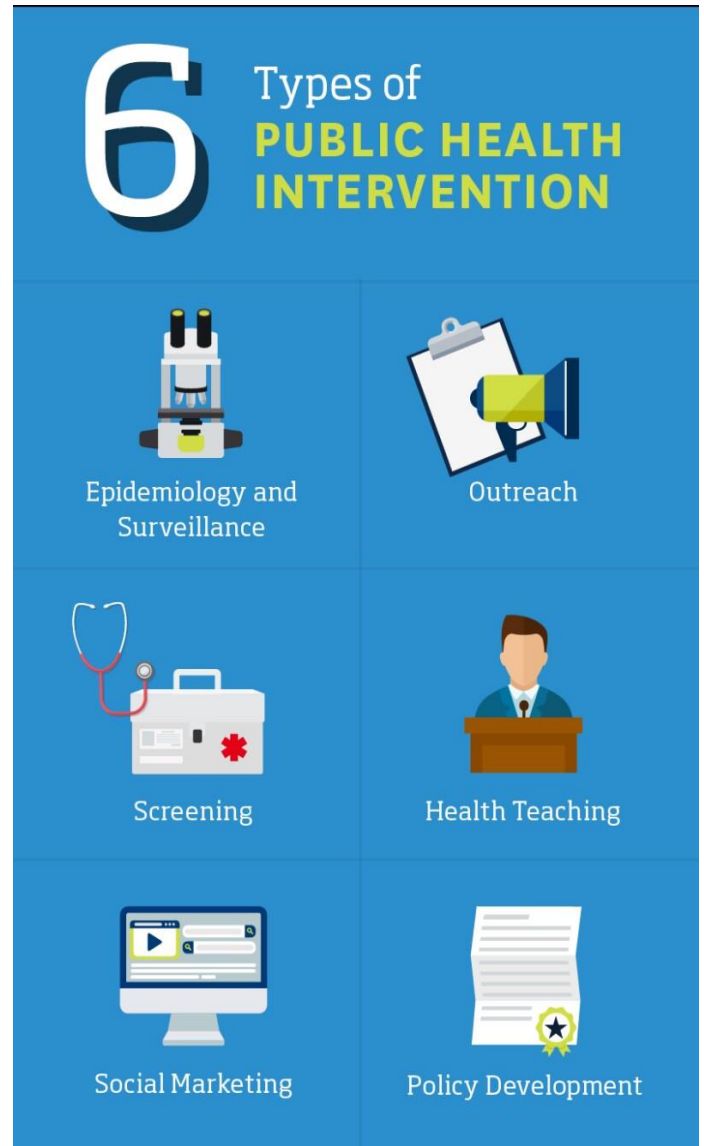 6
Types of
PUBLIC HEALTH
INTERVENTION
Epidemiology and
Surveillance
Outreach
Screening
Health Teaching
Social Marketing
Policy Development